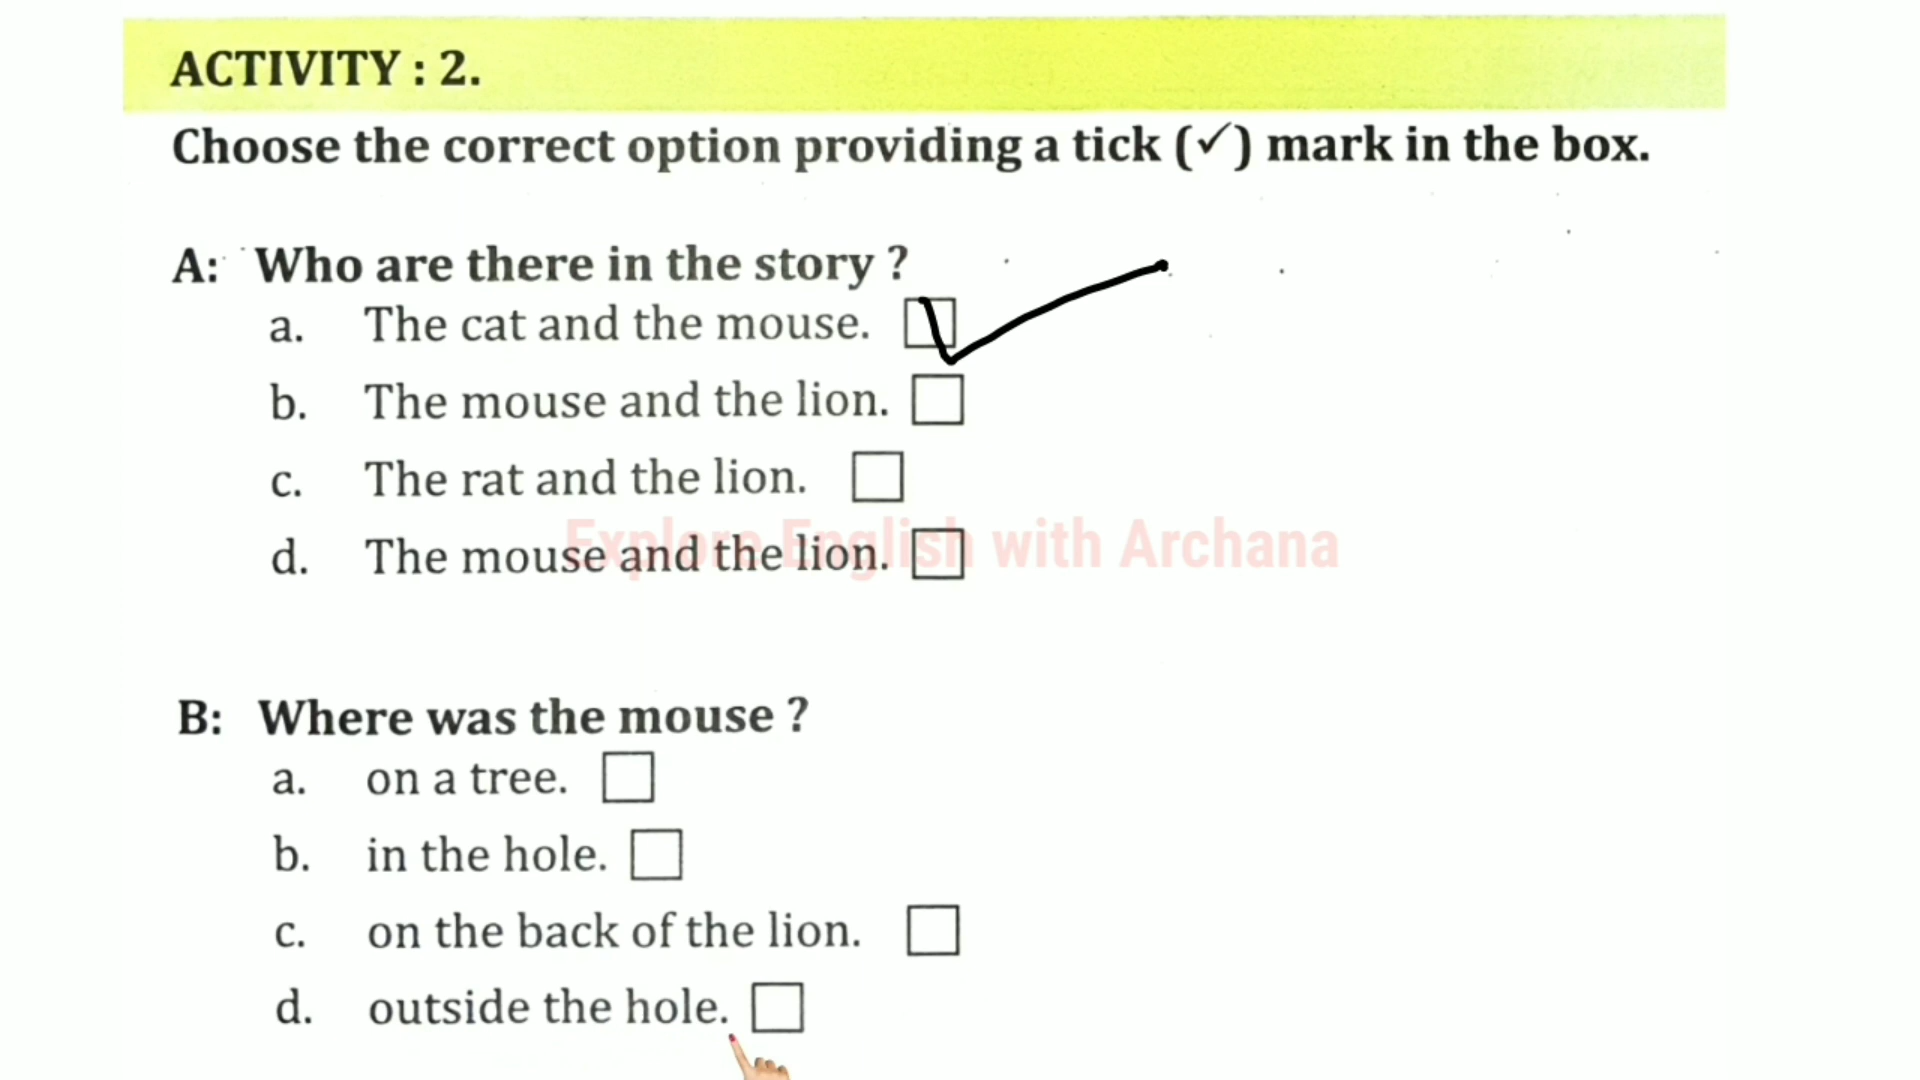 ACTIVITY : 2.
Choose the correct option providing a tick (✓) mark in the box.
A: Who are there in the story ?
a. The cat and the mouse.
b. The mouse and the lion.
c. The rat and the lion.
d. The mouse and the lion.
Explore English with Archana
B: Where was the mouse ?
a. on a tree.
b. in the hole.
c. on the back of the lion.
d. outside the hole.